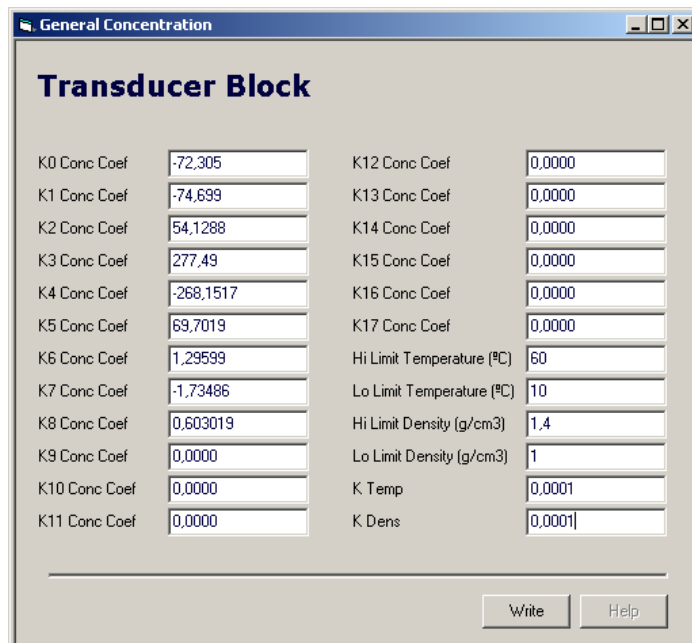 General Concentration
Transducer Block
K0 Conc Coef -72,305 K12 Conc Coef 0,0000
K1 Conc Coef -74,699 K13 Conc Coef 0,0000
K2 Conc Coef 54,1288 K14 Conc Coef 0,0000
K3 Conc Coef 277,49 K15 Conc Coef 0,0000
K4 Conc Coef -268,1517 K16 Conc Coef 0,0000
K5 Conc Coef 69,7019 K17 Conc Coef 0,0000
K6 Conc Coef 1,29599 Hi Limit Temperature (ºC) 60
K7 Conc Coef -1,73486 Lo Limit Temperature (ºC) 10
K8 Conc Coef 0,603019 Hi Limit Density (g/cm3) 1,4
K9 Conc Coef 0,0000 Lo Limit Density (g/cm3) 1
K10 Conc Coef 0,0000 K Temp 0,0001
K11 Conc Coef 0,0000 K Dens 0,0001
Write Help